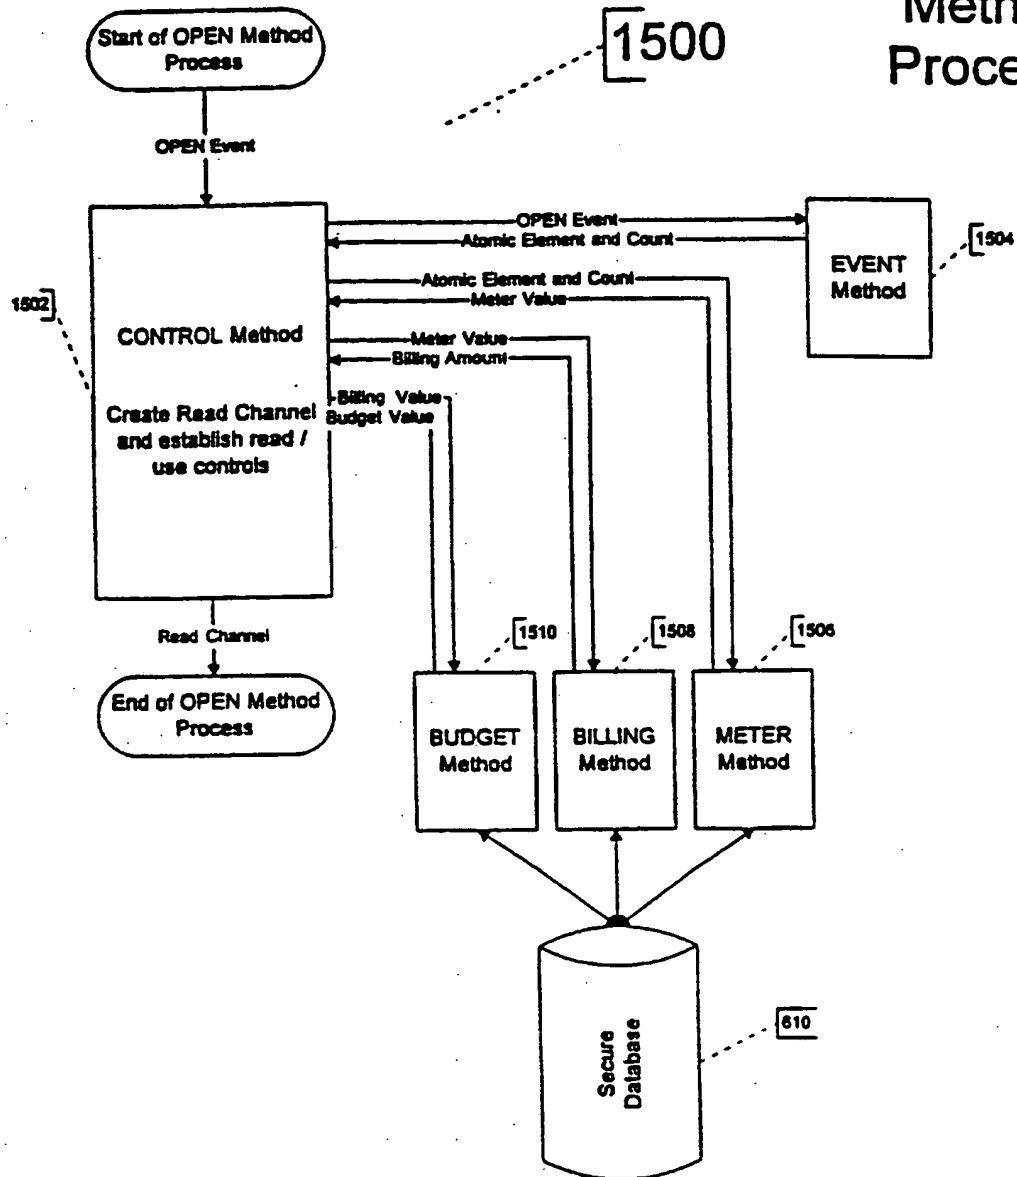 Meth
Proce
Start of OPEN Method
Process
1500
OPEN Event
OPEN Event
Atomic Element and Count
1504
EVENT
Method
Atomic Element and Count
Meter Value
1502
CONTROL Method
Meter Value
Billing Amount
Billing Value
Budget Value
Create Read Channel
and establish read /
use controls
Read Channel
1510
1508
1506
End of OPEN Method
Process
BUDGET
Method
BILLING
Method
METER
Method
Secure
Database
610